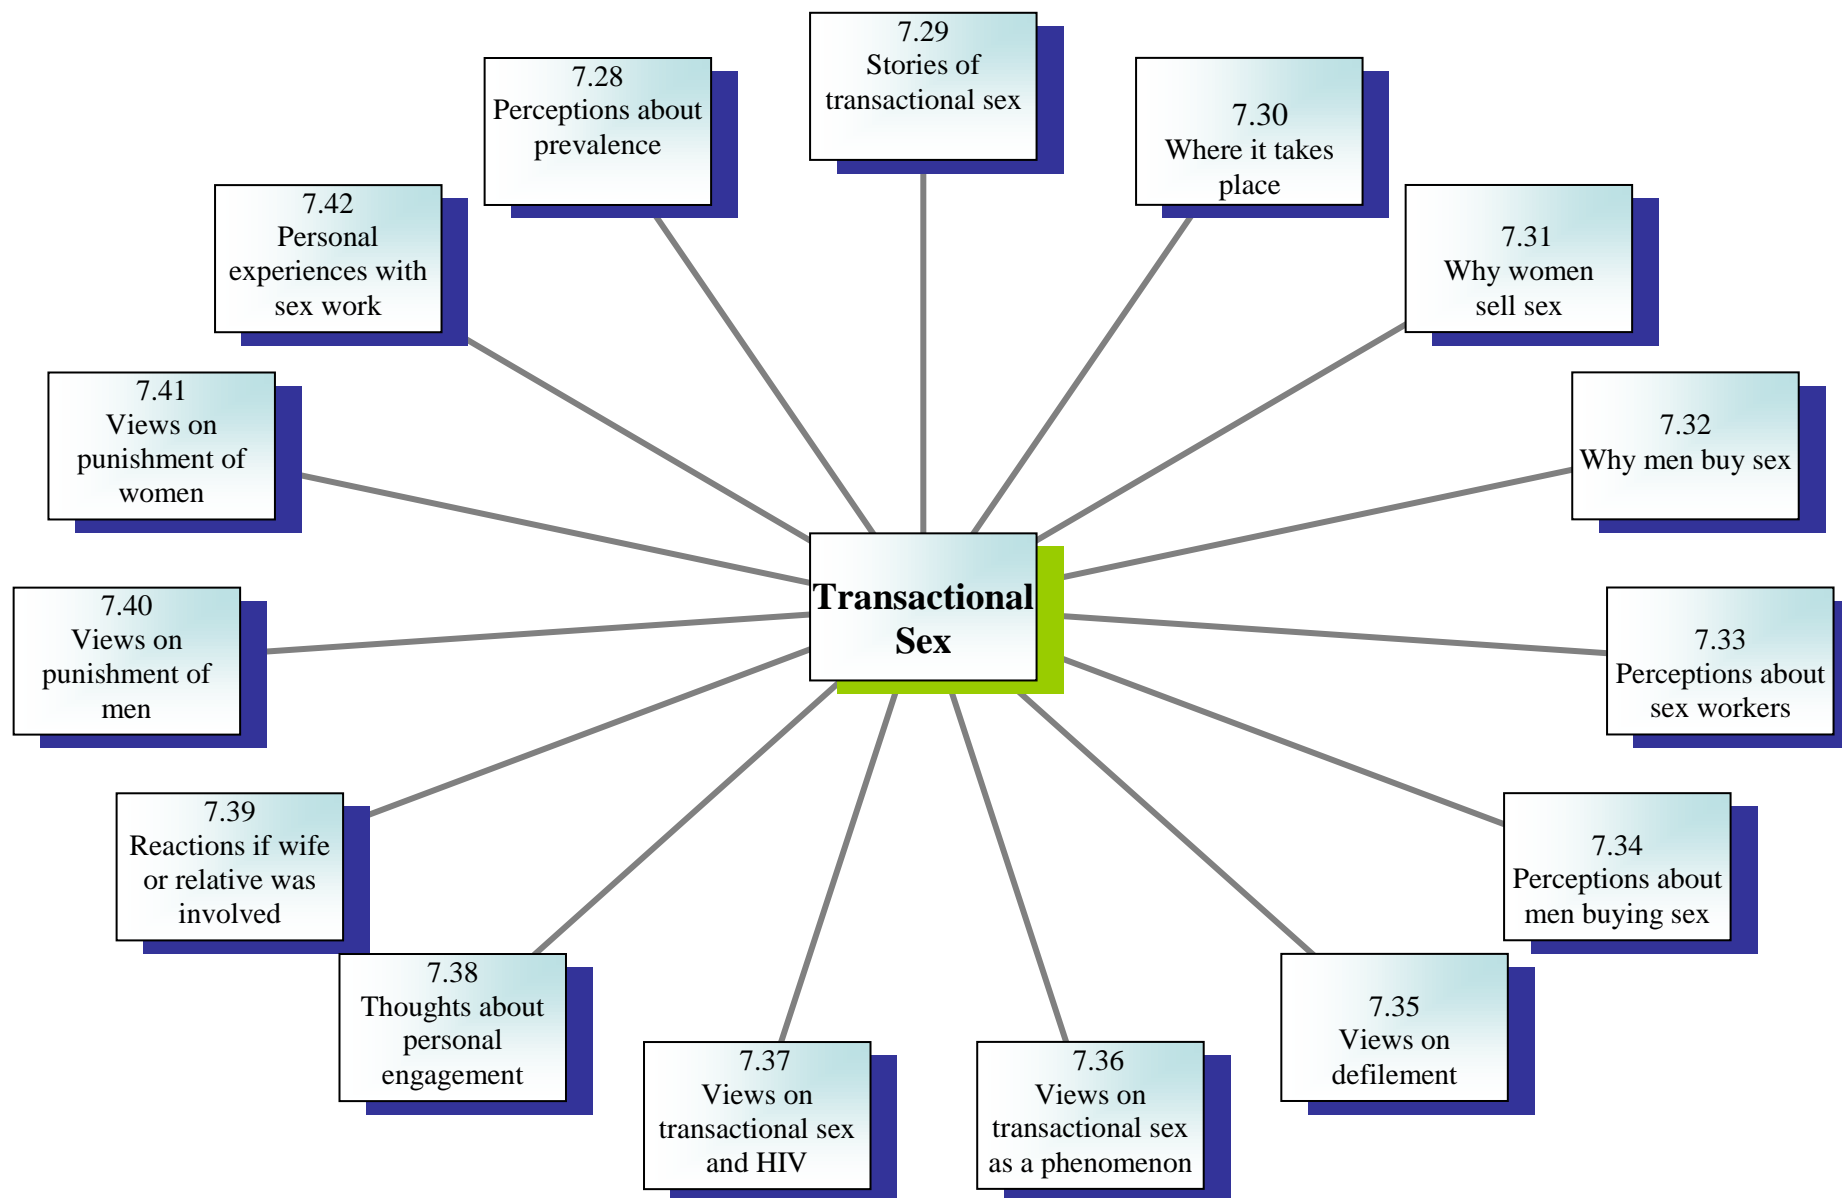 7.29
Stories of
transactional sex
7.28
Perceptions about
prevalence
7.30
Where it takes
place
7.42
Personal
experiences with
sex work
7.31
Why women
sell sex
7.41
Views on
punishment of
women
7.32
Why men buy sex
Transactional
Sex
7.40
Views on
punishment of
men
7.33
Perceptions about
sex workers
7.39
Reactions if wife
or relative was
involved
7.34
Perceptions about
men buying sex
7.38
Thoughts about
personal
engagement
7.35
Views on
defilement
7.37
Views on
transactional sex
and HIV
7.36
Views on
transactional sex
as a phenomenon